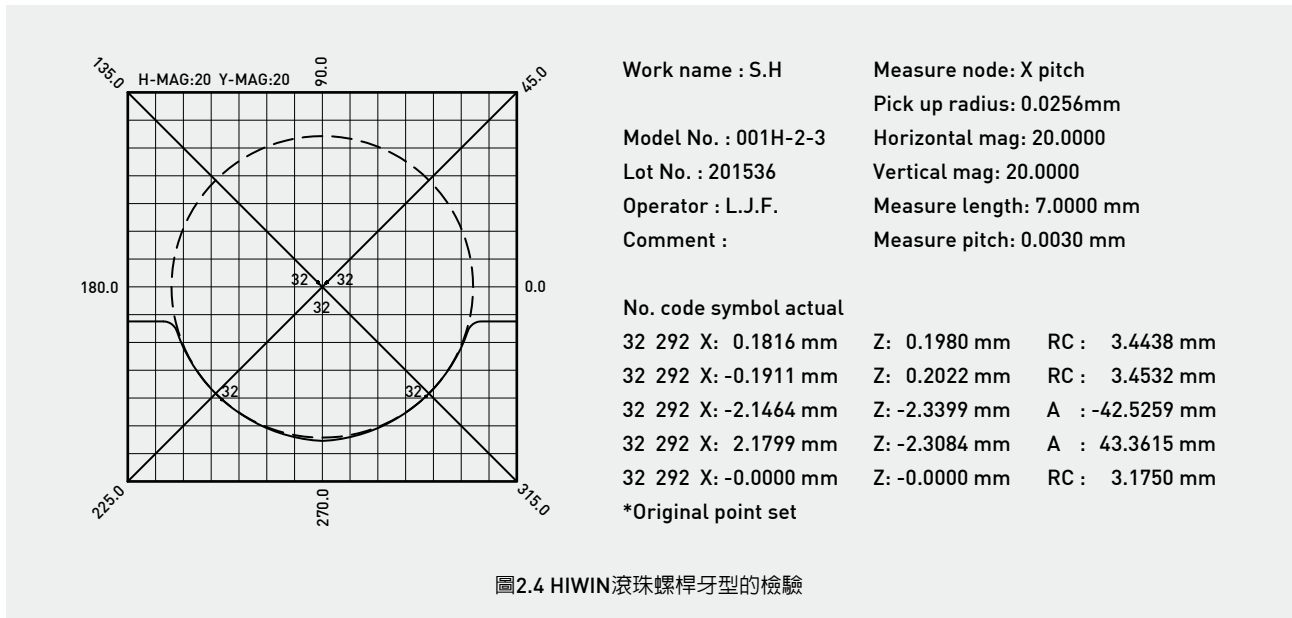 135.0
H-MAG:20 Y-MAG:20
90.0
45.0
180.0
32
32
32
0.0
32
32
225.0
270.0
315.0
Work name : S.H
Measure node: X pitch
Pick up radius: 0.0256mm
Model No. : 001H-2-3
Horizontal mag: 20.0000
Lot No. : 201536
Vertical mag: 20.0000
Operator : L.J.F.
Measure length: 7.0000 mm
Comment :
Measure pitch: 0.0030 mm
No. code symbol actual
32 292 X: 0.1816 mm Z: 0.1980 mm RC : 3.4438 mm
32 292 X: -0.1911 mm Z: 0.2022 mm RC : 3.4532 mm
32 292 X: -2.1464 mm Z: -2.3399 mm A : -42.5259 mm
32 292 X: 2.1799 mm Z: -2.3084 mm A : 43.3615 mm
32 292 X: -0.0000 mm Z: -0.0000 mm RC : 3.1750 mm
*Original point set
圖2.4 HIWIN滾珠螺桿牙型的檢驗